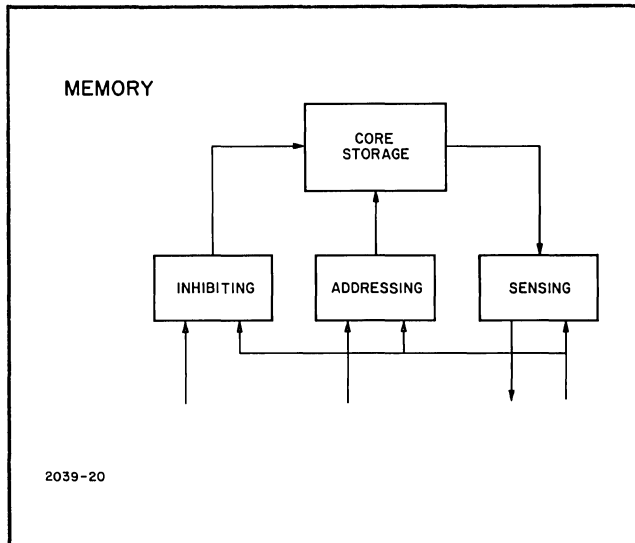 MEMORY
CORE
STORAGE
INHIBITING
ADDRESSING
SENSING
2039-20